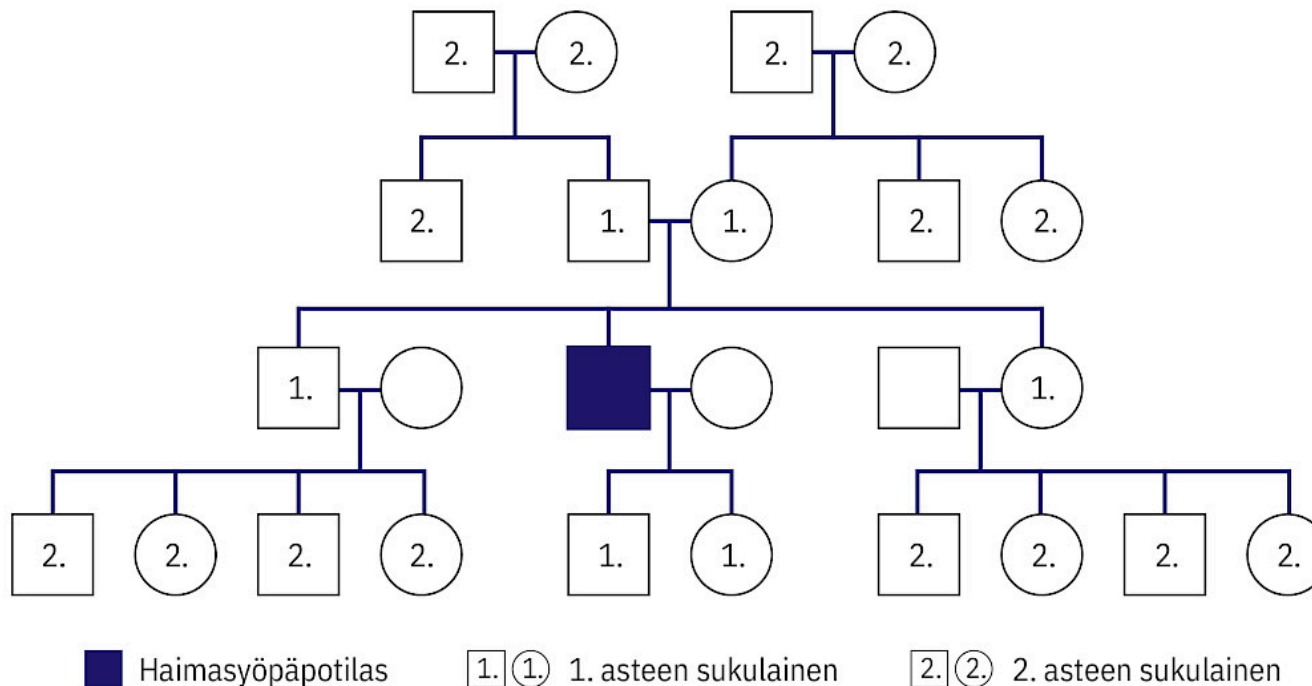 2. 2. 2. 2.
2. 1. 1. 2. 2.
1. 1.
2. 2. 2. 2. 1. 1. 2. 2. 2. 2.
Haimasyöpäpotilas 1. 1. 1. asteen sukulainen 2. 2. 2. asteen sukulainen